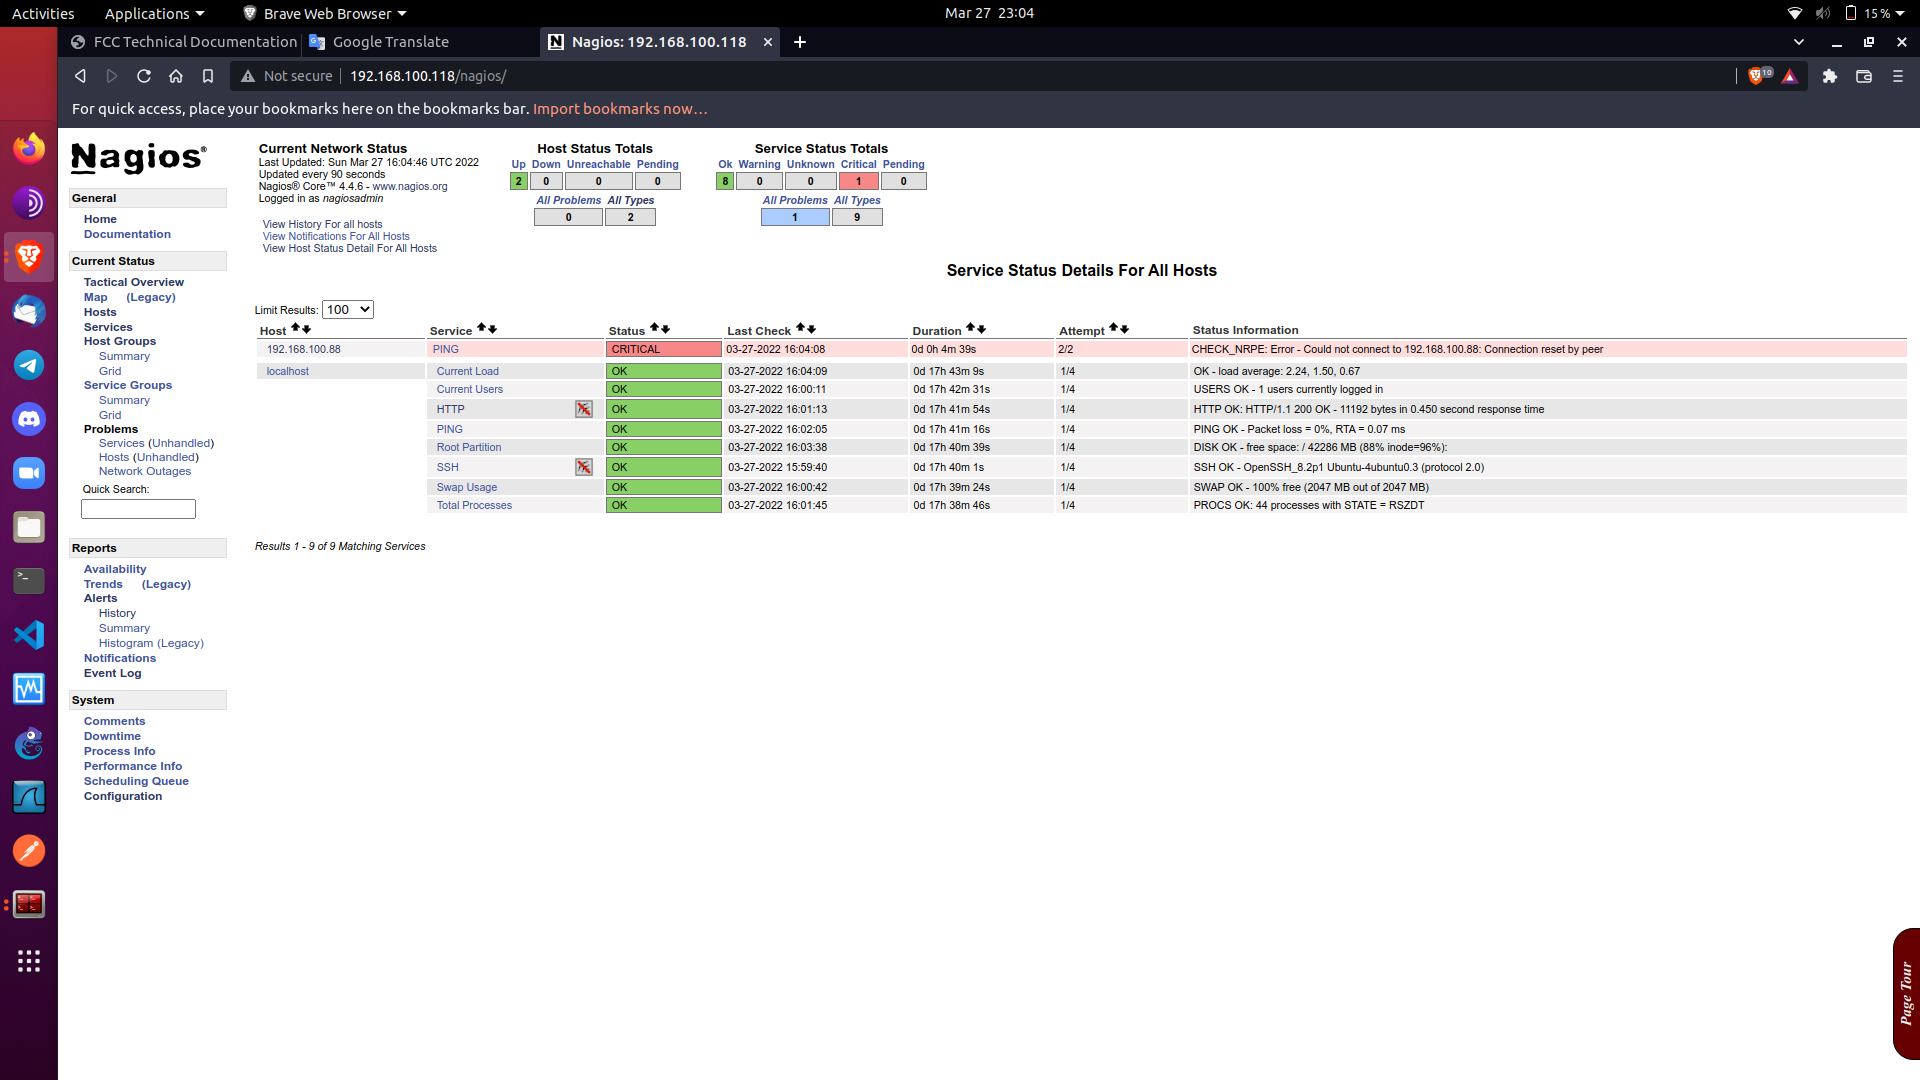 Activities Applications Brave Web Browser Mar 27 23:04 15 %
FCC Technical Documentation Google Translate Nagios: 192.168.100.118
Not secure 192.168.100.118/nagios/ 10
For quick access, place your bookmarks here on the bookmarks bar. Import bookmarks now…
Nagios®
General
Home
Documentation
Current Status
Tactical Overview
Map (Legacy)
Hosts
Services
Host Groups
Summary
Grid
Service Groups
Summary
Grid
Problems
Services (Unhandled)
Hosts (Unhandled)
Network Outages
Quick Search:
Reports
Availability
Trends (Legacy)
Alerts
History
Summary
Histogram (Legacy)
Notifications
Event Log
System
Comments
Downtime
Process Info
Performance Info
Scheduling Queue
Configuration
Current Network Status
Last Updated: Sun Mar 27 16:04:46 UTC 2022
Updated every 90 seconds
Nagios® Core™ 4.4.6 - www.nagios.org
Logged in as nagiosadmin
View History For all hosts
View Notifications For All Hosts
View Host Status Detail For All Hosts
Host Status Totals
Up Down Unreachable Pending
2 0 0 0
All Problems All Types
0 2
Service Status Totals
Ok Warning Unknown Critical Pending
8 0 0 1 0
All Problems All Types
1 9
Service Status Details For All Hosts
Limit Results: 100
Host Service Status Last Check Duration Attempt Status Information
192.168.100.88 PING CRITICAL 03-27-2022 16:04:08 0d 0h 4m 39s 2/2 CHECK_NRPE: Error - Could not connect to 192.168.100.88: Connection reset by peer
localhost Current Load OK 03-27-2022 16:04:09 0d 17h 43m 9s 1/4 OK - load average: 2.24, 1.50, 0.67
Current Users OK 03-27-2022 16:00:11 0d 17h 42m 31s 1/4 USERS OK - 1 users currently logged in
HTTP OK 03-27-2022 16:01:13 0d 17h 41m 54s 1/4 HTTP OK: HTTP/1.1 200 OK - 11192 bytes in 0.450 second response time
PING OK 03-27-2022 16:02:05 0d 17h 41m 16s 1/4 PING OK - Packet loss = 0%, RTA = 0.07 ms
Root Partition OK 03-27-2022 16:03:38 0d 17h 40m 39s 1/4 DISK OK - free space: / 42286 MB (88% inode=96%):
SSH OK 03-27-2022 15:59:40 0d 17h 40m 1s 1/4 SSH OK - OpenSSH_8.2p1 Ubuntu-4ubuntu0.3 (protocol 2.0)
Swap Usage OK 03-27-2022 16:00:42 0d 17h 39m 24s 1/4 SWAP OK - 100% free (2047 MB out of 2047 MB)
Total Processes OK 03-27-2022 16:01:45 0d 17h 38m 46s 1/4 PROCS OK: 44 processes with STATE = RSZDT
Results 1 - 9 of 9 Matching Services
Page Tour